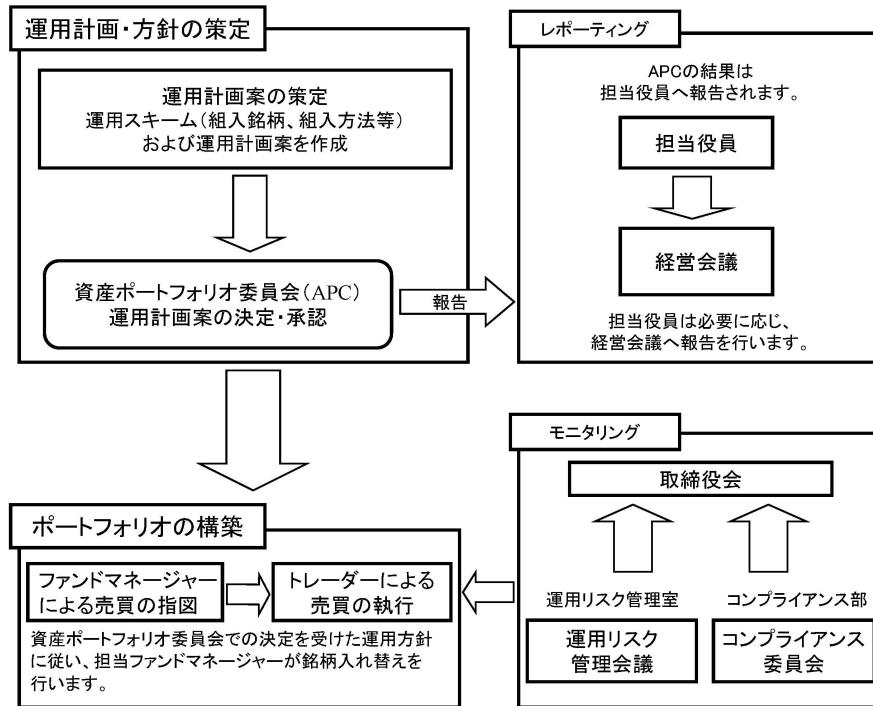 運用計画・方針の策定
運用計画案の策定
運用スキーム（組入銘柄、組入方法等）
および運用計画案を作成
資産ポートフォリオ委員会（APC）
運用計画案の決定・承認
報告
レポーティング
APCの結果は
担当役員へ報告されます。
担当役員
経営会議
担当役員は必要に応じ、
経営会議へ報告を行います。
ポートフォリオの構築
ファンドマネージャー
による売買の指図
トレーダーによる
売買の執行
資産ポートフォリオ委員会での決定を受けた運用方針
に従い、担当ファンドマネージャーが銘柄入れ替えを
行います。
モニタリング
取締役会
運用リスク管理室
運用リスク
管理会議
コンプライアンス部
コンプライアンス
委員会